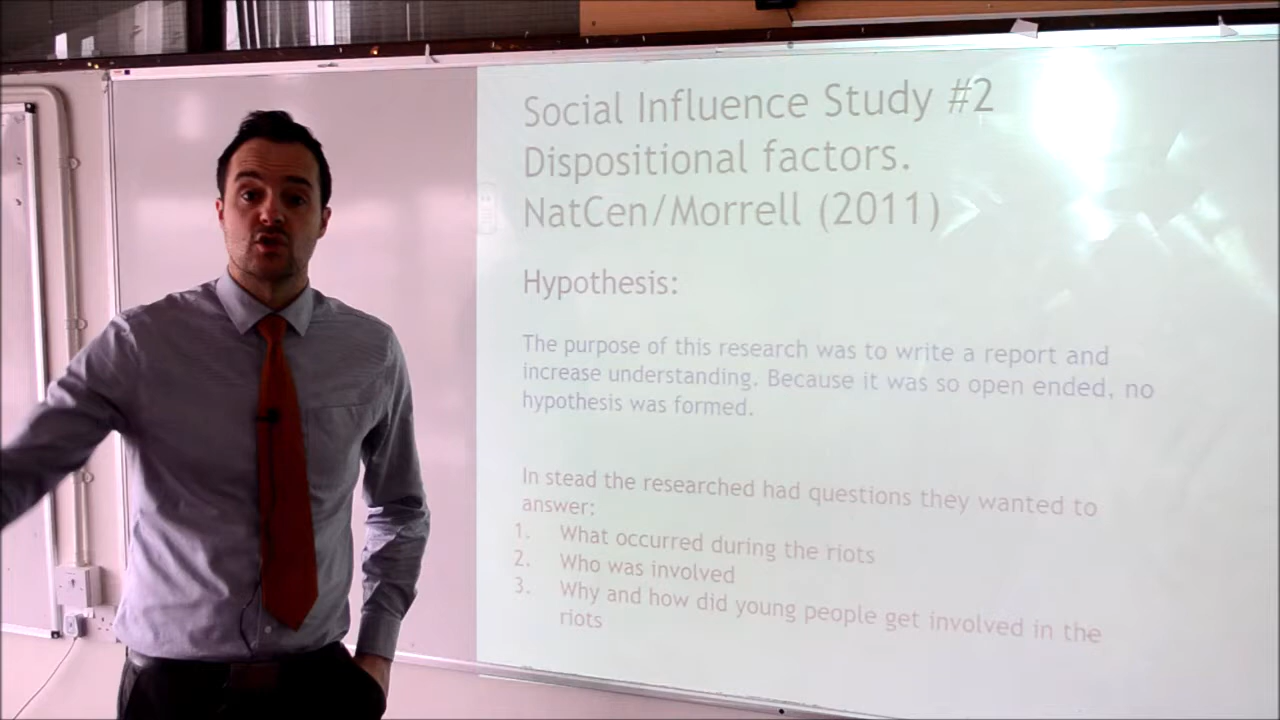 Social Influence Study #2
Dispositional factors.
NatCen/Morrell (2011)
Hypothesis:
The purpose of this research was to write a report and
increase understanding. Because it was so open ended, no
hypothesis was formed.
In stead the researched had questions they wanted to
answer:
1. What occurred during the riots
2. Who was involved
3. Why and how did young people get involved in the
riots